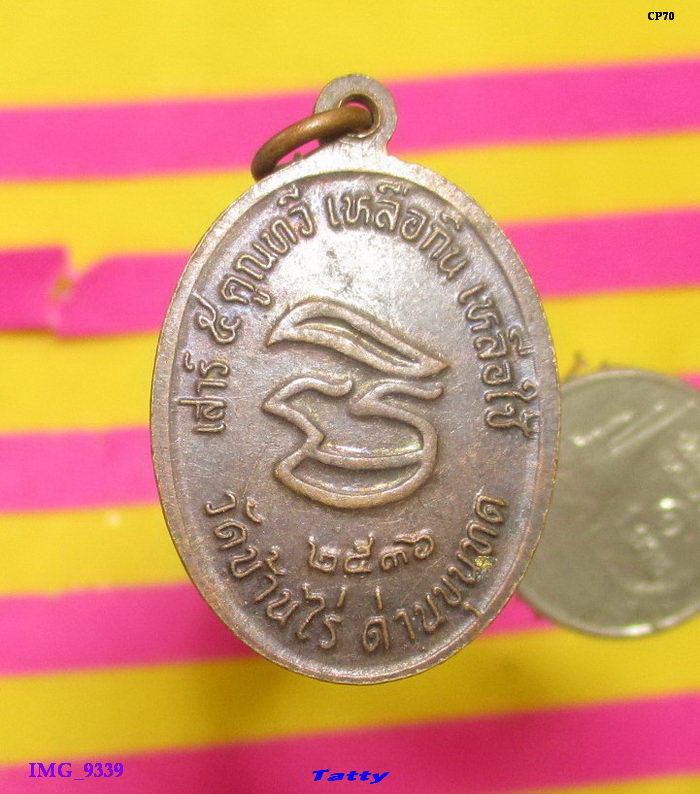 CP70
เสาร์ ๕ คูณทวี เหลือกิน เหลือใช้
๒๕๓๖
วัดบ้านไร่ ด่านขุนทด
IMG_9339
Tatty